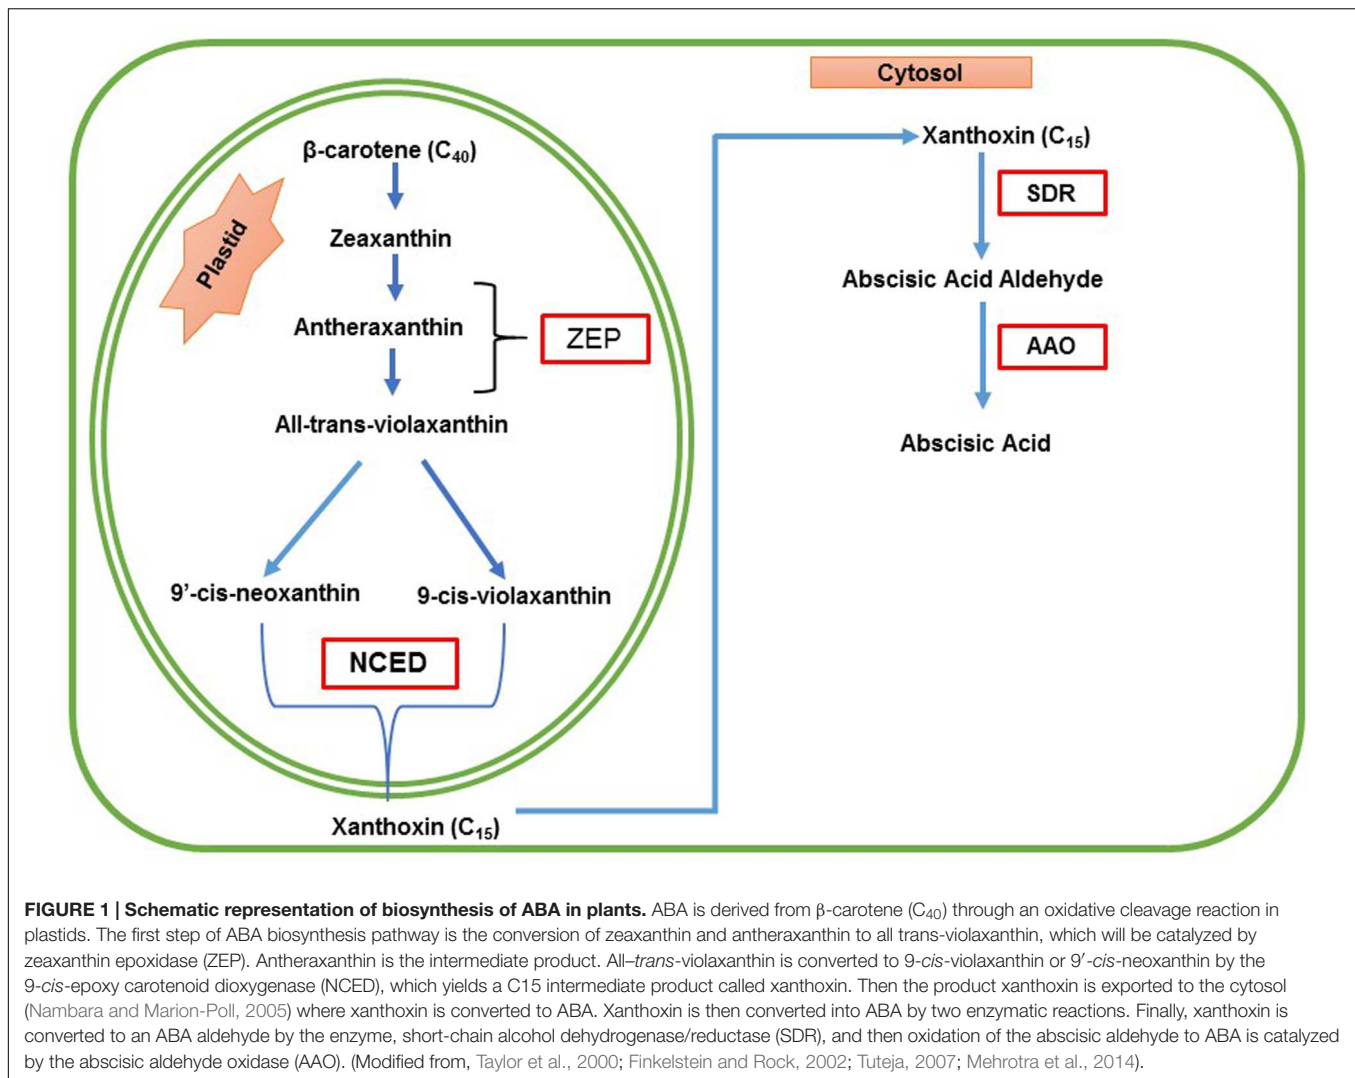 Cytosol
β-carotene (C₄₀)
Plastid
Zeaxanthin
Antheraxanthin
ZEP
All-trans-violaxanthin
9’-cis-neoxanthin
9-cis-violaxanthin
NCED
Xanthoxin (C₁₅)
Xanthoxin (C₁₅)
SDR
Abscisic Acid Aldehyde
AAO
Abscisic Acid
FIGURE 1 | Schematic representation of biosynthesis of ABA in plants. ABA is derived from β-carotene (C₄₀) through an oxidative cleavage reaction in
plastids. The first step of ABA biosynthesis pathway is the conversion of zeaxanthin and antheraxanthin to all trans-violaxanthin, which will be catalyzed by
zeaxanthin epoxidase (ZEP). Antheraxanthin is the intermediate product. All–trans-violaxanthin is converted to 9-cis-violaxanthin or 9′-cis-neoxanthin by the
9-cis-epoxy carotenoid dioxygenase (NCED), which yields a C15 intermediate product called xanthoxin. Then the product xanthoxin is exported to the cytosol
(Nambara and Marion-Poll, 2005) where xanthoxin is converted to ABA. Xanthoxin is then converted into ABA by two enzymatic reactions. Finally, xanthoxin is
converted to an ABA aldehyde by the enzyme, short-chain alcohol dehydrogenase/reductase (SDR), and then oxidation of the abscisic aldehyde to ABA is catalyzed
by the abscisic aldehyde oxidase (AAO). (Modified from, Taylor et al., 2000; Finkelstein and Rock, 2002; Tuteja, 2007; Mehrotra et al., 2014).